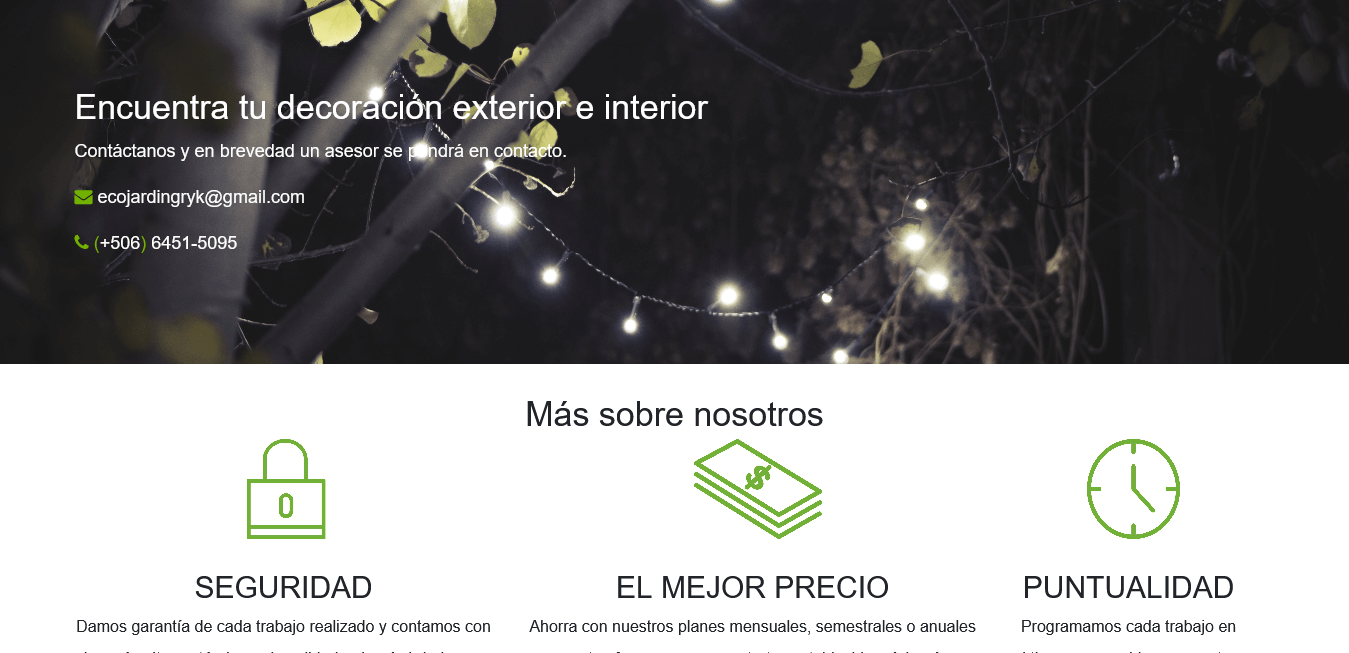 Encuentra tu decoración exterior e interior
Contáctanos y en brevedad un asesor se pondrá en contacto.
ecojardingryk@gmail.com
(+506) 6451-5095
Más sobre nosotros
SEGURIDAD
EL MEJOR PRECIO
PUNTUALIDAD
Damos garantía de cada trabajo realizado y contamos con
Ahorra con nuestros planes mensuales, semestrales o anuales
Programamos cada trabajo en